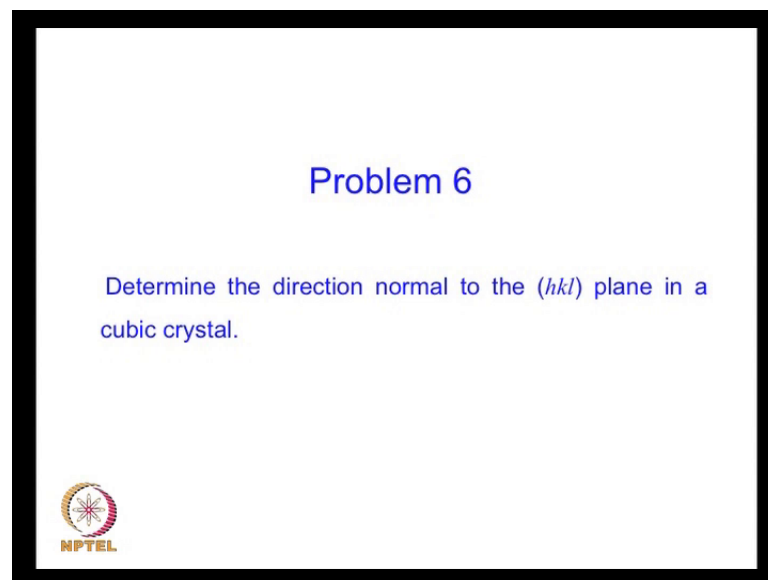 Problem 6
Determine the direction normal to the (hkl) plane in a
cubic crystal.
NPTEL